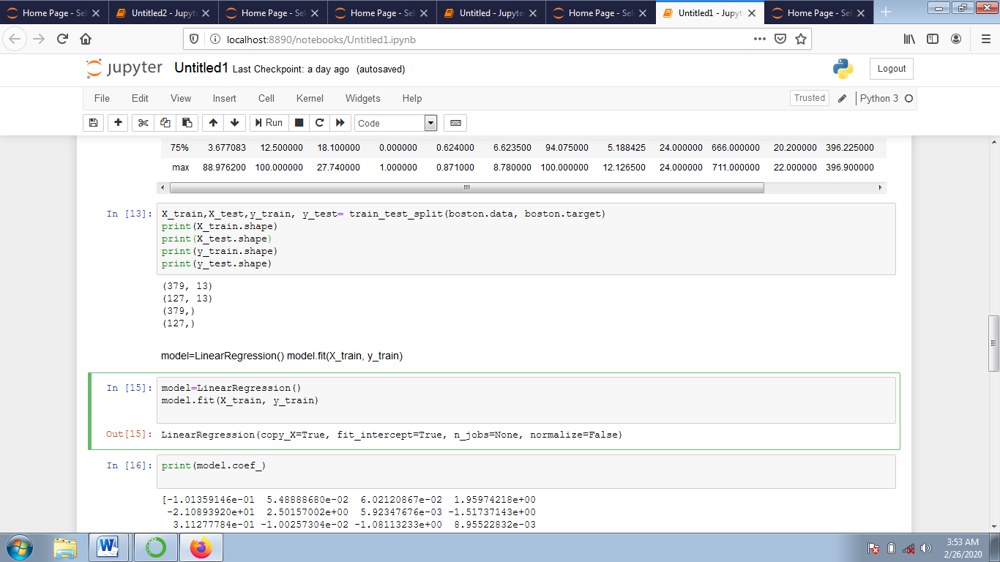 Home Page - Sel Untitled2 - Jupyt Home Page - Sel Home Page - Sel Untitled - Jupyte Home Page - Sel Untitled1 - Jupyt Home Page - Sel
localhost:8890/notebooks/Untitled1.ipynb
jupyter Untitled1 Last Checkpoint: a day ago (autosaved) Logout
File Edit View Insert Cell Kernel Widgets Help Trusted Python 3
Run Code
75% 3.677083 12.500000 18.100000 0.000000 0.624000 6.623500 94.075000 5.188425 24.000000 666.000000 20.200000 396.225000
max 88.976200 100.000000 27.740000 1.000000 0.871000 8.780000 100.000000 12.126500 24.000000 711.000000 22.000000 396.900000
In [13]: X_train,X_test,y_train, y_test= train_test_split(boston.data, boston.target)
print(X_train.shape)
print(X_test.shape)
print(y_train.shape)
print(y_test.shape)
(379, 13)
(127, 13)
(379,)
(127,)
model=LinearRegression() model.fit(X_train, y_train)
In [15]: model=LinearRegression()
model.fit(X_train, y_train)
Out[15]: LinearRegression(copy_X=True, fit_intercept=True, n_jobs=None, normalize=False)
In [16]: print(model.coef_)
[-1.01359146e-01 5.48888680e-02 6.02120867e-02 1.95974218e+00
-2.10893920e+01 2.50157002e+00 5.92347676e-03 -1.51737143e+00
3.11277784e-01 -1.00257304e-02 -1.08113233e+00 8.95522832e-03
3:53 AM
2/26/2020